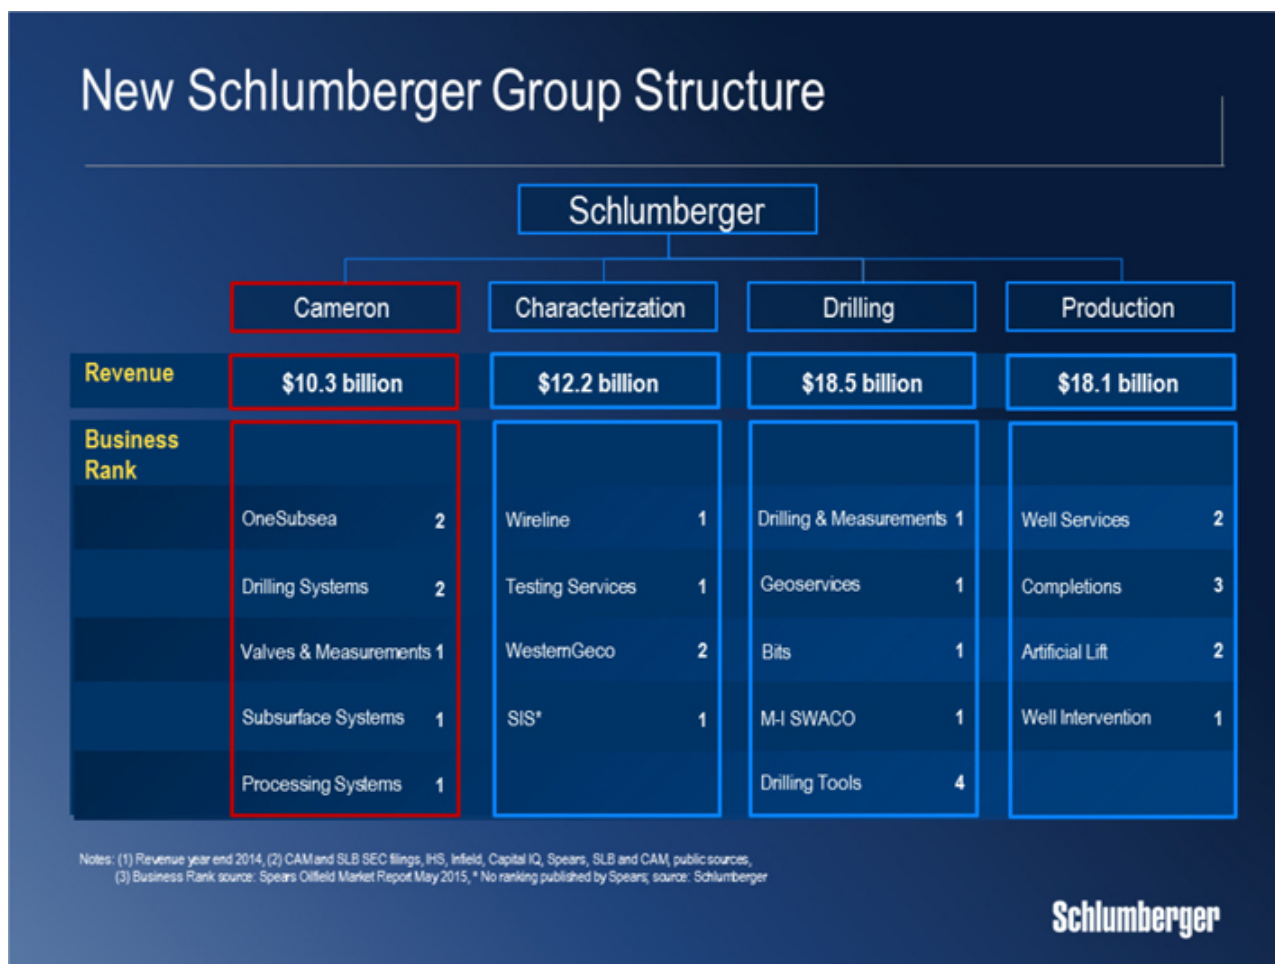 New Schlumberger Group Structure
Schlumberger
Cameron Characterization Drilling Production
Revenue $10.3 billion $12.2 billion $18.5 billion $18.1 billion
Business
Rank
OneSubsea 2 Wireline 1 Drilling & Measurements 1 Well Services 2
Drilling Systems 2 Testing Services 1 Geoservices 1 Completions 3
Valves & Measurements 1 WesternGeco 2 Bits 1 Artificial Lift 2
Subsurface Systems 1 SIS* 1 M-I SWACO 1 Well Intervention 1
Processing Systems 1 Drilling Tools 4
Notes: (1) Revenue year end 2014, (2) CAM and SLB SEC filings, IHS, Infield, Capital IQ, Spears, SLB and CAM, public sources,
(3) Business Rank source: Spears Oilfield Market Report May 2015, * No ranking published by Spears; source: Schlumberger
Schlumberger